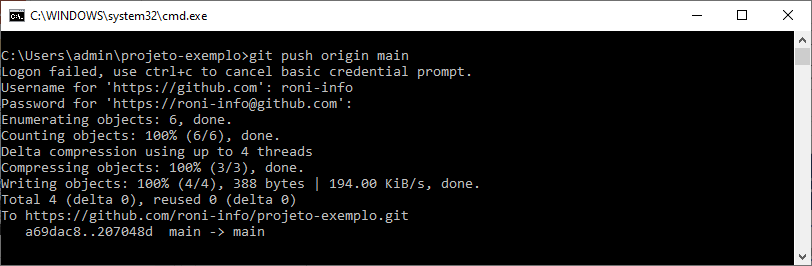 C:\WINDOWS\system32\cmd.exe
C:\Users\admin\projeto-exemplo>git push origin main
Logon failed, use ctrl+c to cancel basic credential prompt.
Username for 'https://github.com': roni-info
Password for 'https://roni-info@github.com':
Enumerating objects: 6, done.
Counting objects: 100% (6/6), done.
Delta compression using up to 4 threads
Compressing objects: 100% (3/3), done.
Writing objects: 100% (4/4), 388 bytes | 194.00 KiB/s, done.
Total 4 (delta 0), reused 0 (delta 0)
To https://github.com/roni-info/projeto-exemplo.git
   a69dac8..207048d  main -> main